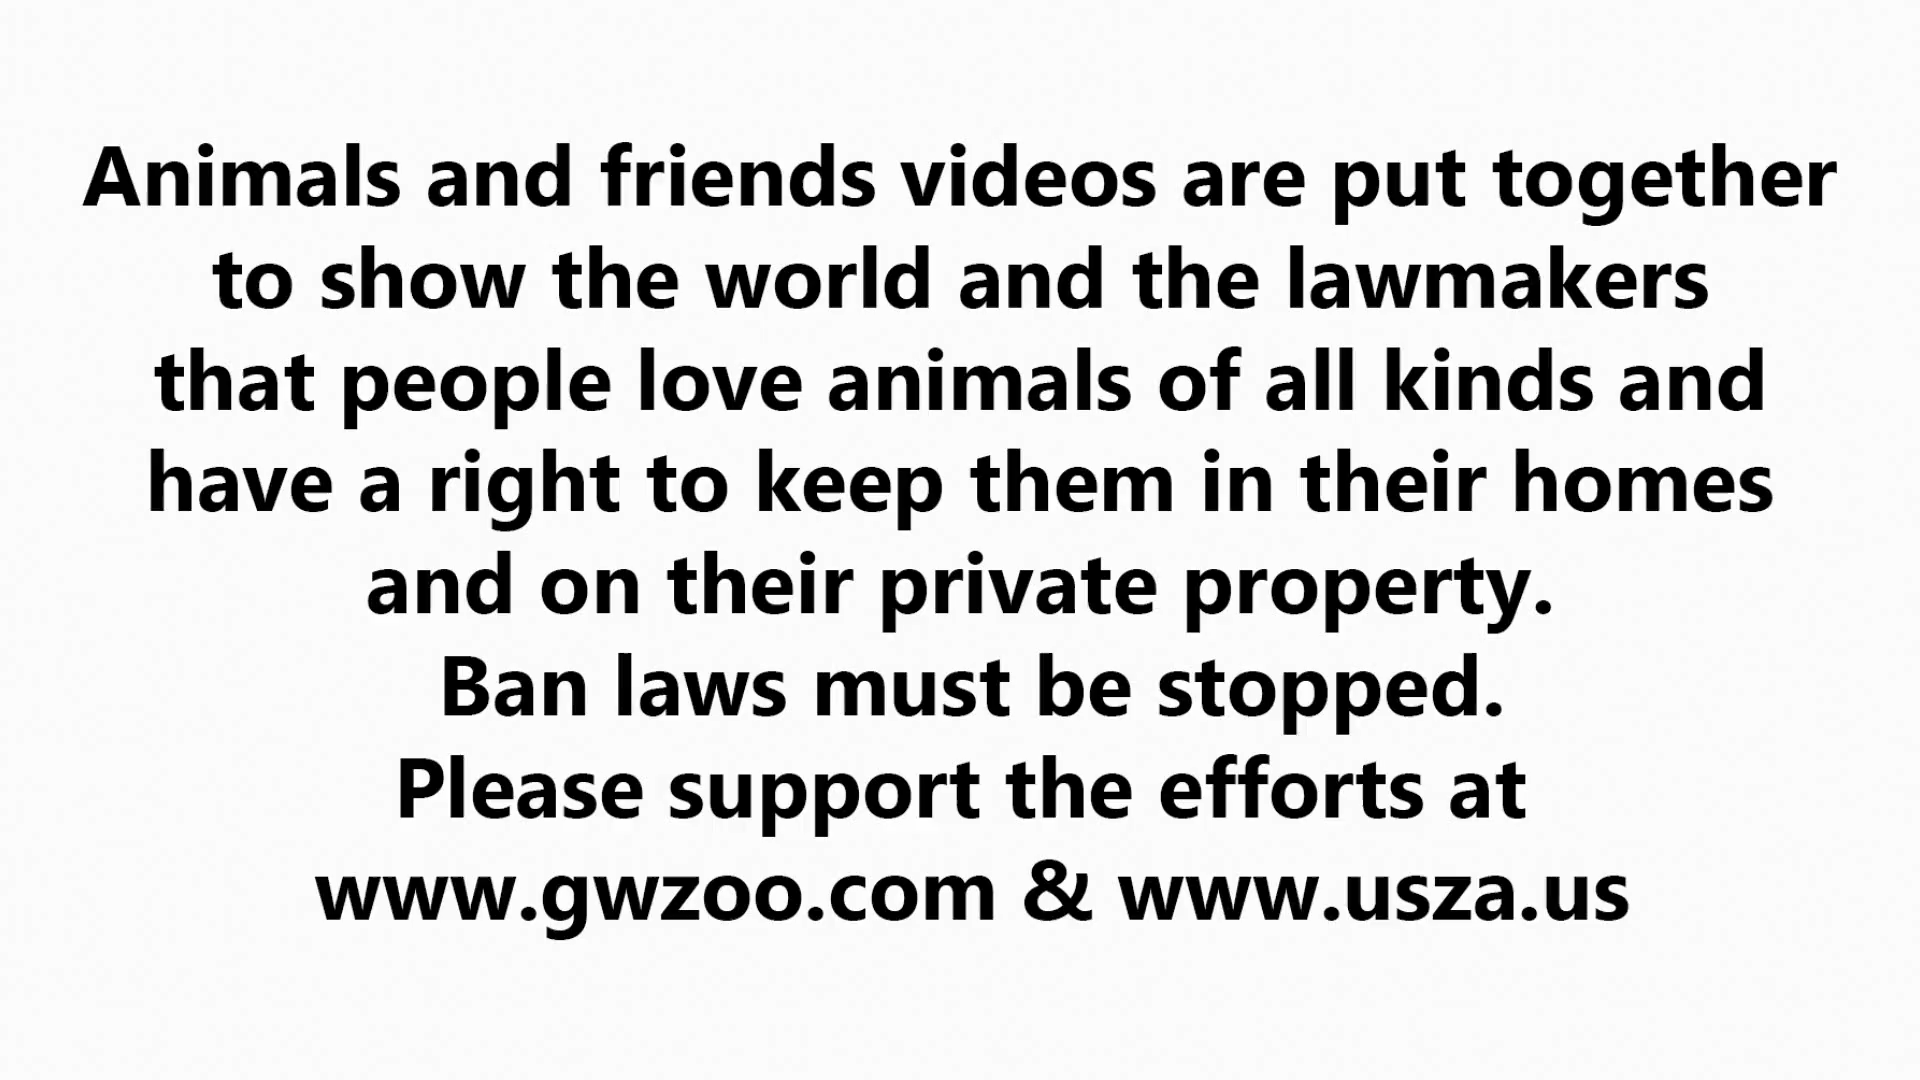 Animals and friends videos are put together
to show the world and the lawmakers
that people love animals of all kinds and
have a right to keep them in their homes
and on their private property.
Ban laws must be stopped.
Please support the efforts at
www.gwzoo.com & www.usza.us